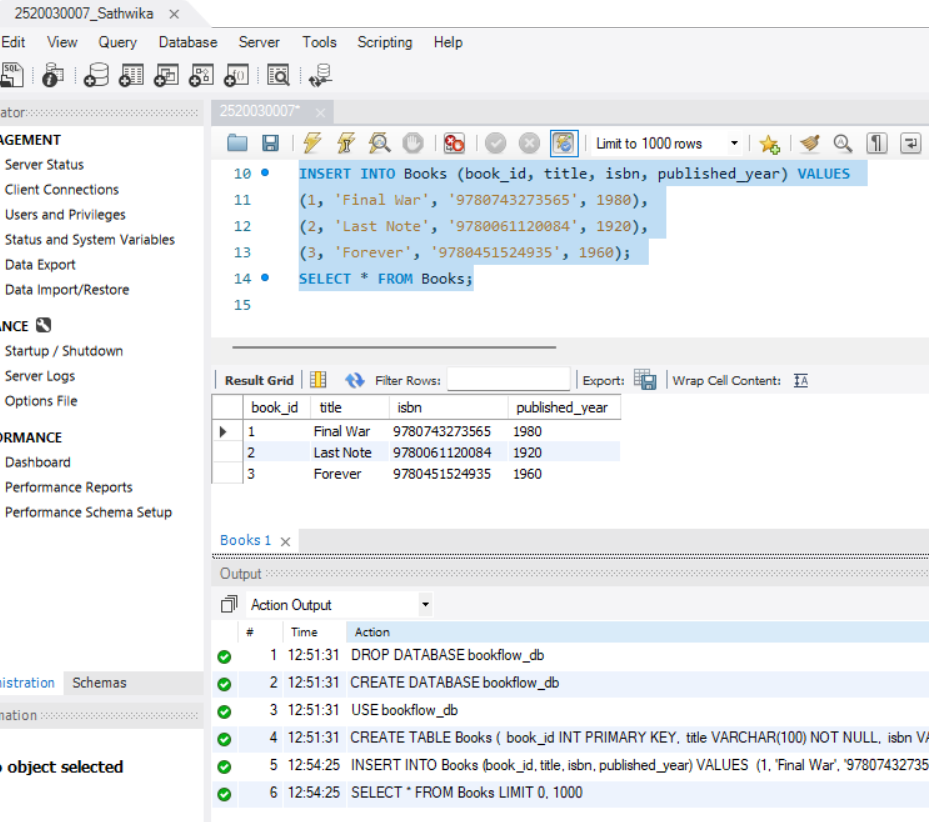 2520030007_Sathwika ×
Edit View Query Database Server Tools Scripting Help
ator
AGEMENT
Server Status
Client Connections
Users and Privileges
Status and System Variables
Data Export
Data Import/Restore
ANCE
Startup / Shutdown
Server Logs
Options File
ORMANCE
Dashboard
Performance Reports
Performance Schema Setup
istration Schemas
mation
o object selected
2520030007* ×
Limit to 1000 rows
10 INSERT INTO Books (book_id, title, isbn, published_year) VALUES
11 (1, 'Final War', '9780743273565', 1980),
12 (2, 'Last Note', '9780061120084', 1920),
13 (3, 'Forever', '9780451524935', 1960);
14 SELECT * FROM Books;
15
Result Grid Filter Rows: Export: Wrap Cell Content:
book_id title isbn published_year
1 Final War 9780743273565 1980
2 Last Note 9780061120084 1920
3 Forever 9780451524935 1960
Books 1 ×
Output
Action Output
# Time Action
1 12:51:31 DROP DATABASE bookflow_db
2 12:51:31 CREATE DATABASE bookflow_db
3 12:51:31 USE bookflow_db
4 12:51:31 CREATE TABLE Books ( book_id INT PRIMARY KEY, title VARCHAR(100) NOT NULL, isbn VA
5 12:54:25 INSERT INTO Books (book_id, title, isbn, published_year) VALUES (1, 'Final War', '97807432735
6 12:54:25 SELECT * FROM Books LIMIT 0, 1000